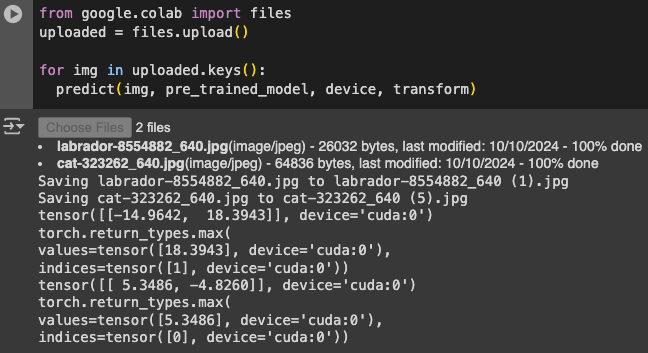 from google.colab import files
uploaded = files.upload()
for img in uploaded.keys():
  predict(img, pre_trained_model, device, transform)
Choose Files 2 files
• labrador-8554882_640.jpg(image/jpeg) - 26032 bytes, last modified: 10/10/2024 - 100% done
• cat-323262_640.jpg(image/jpeg) - 64836 bytes, last modified: 10/10/2024 - 100% done
Saving labrador-8554882_640.jpg to labrador-8554882_640 (1).jpg
Saving cat-323262_640.jpg to cat-323262_640 (5).jpg
tensor([[-14.9642,  18.3943]], device='cuda:0')
torch.return_types.max(
values=tensor([18.3943], device='cuda:0'),
indices=tensor([1], device='cuda:0'))
tensor([[ 5.3486, -4.8260]], device='cuda:0')
torch.return_types.max(
values=tensor([5.3486], device='cuda:0'),
indices=tensor([0], device='cuda:0'))